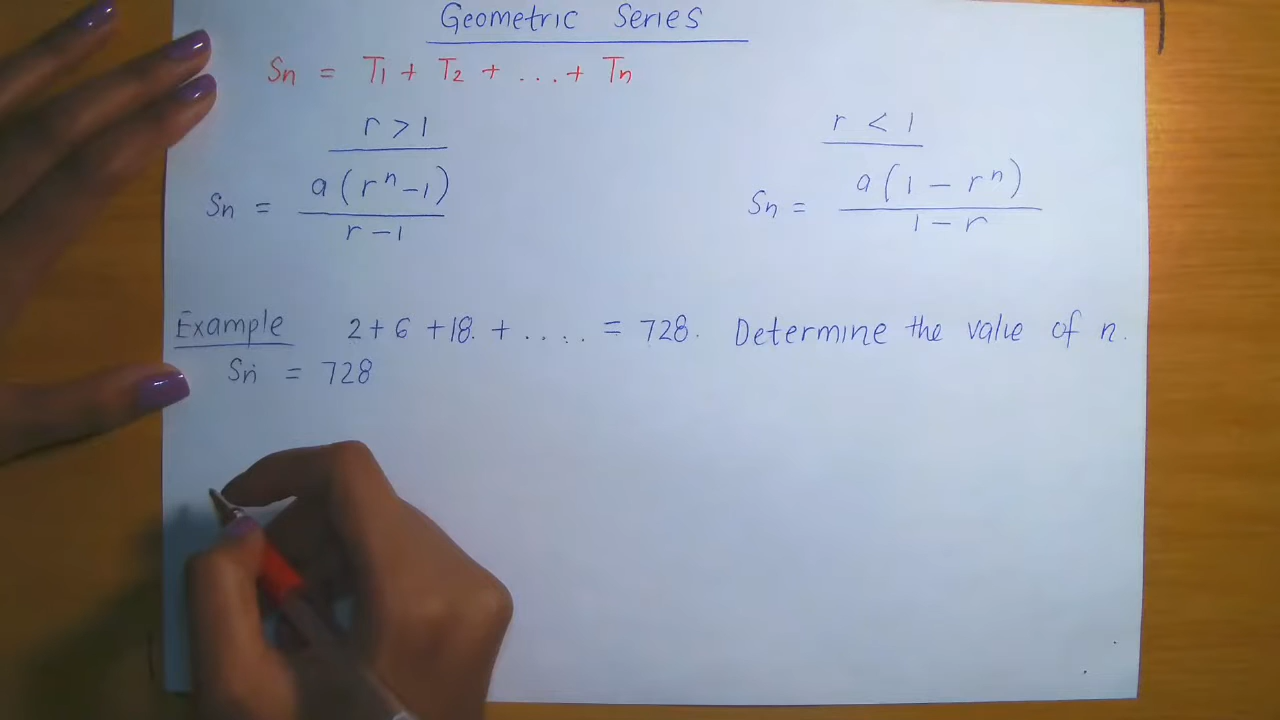 Geometric Series
Sn = T1 + T2 + ... + Tn
r > 1
Sn = a(r^n - 1) / r - 1
r < 1
Sn = a(1 - r^n) / 1 - r
Example 2 + 6 + 18. + .... = 728. Determine the value of n.
Sn = 728